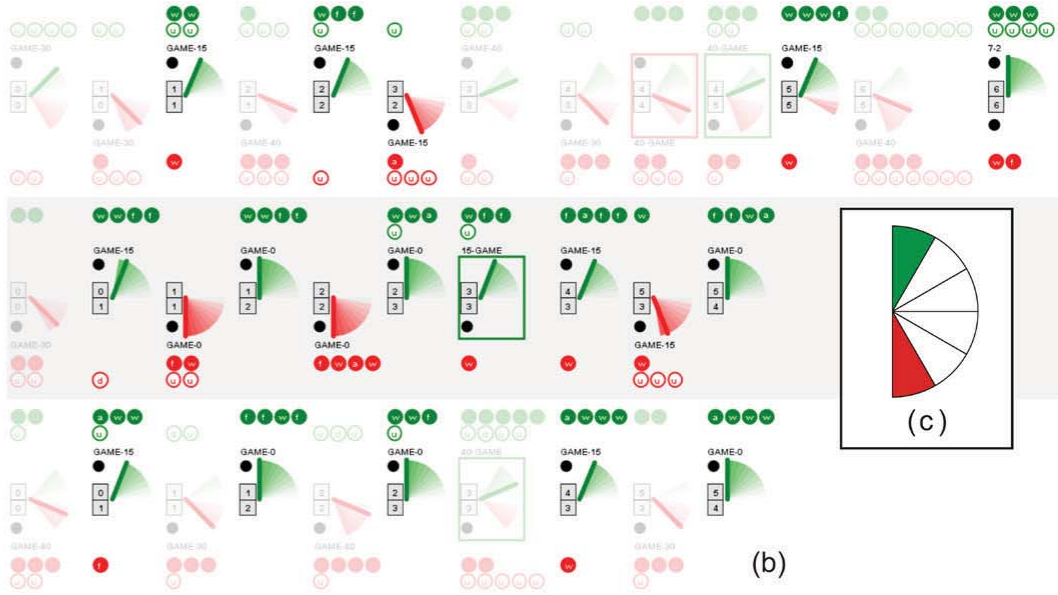 w w w f f w w w f w w w
u u u u u u u u u u u u u u u u u u u u u u u u u u u u
GAME-30 GAME-15 GAME-15 GAME-40 40-GAME GAME-15 7-2
0 1 1 2 2 3 3 4 4 4 5 6 6
0 0 1 1 2 2 3 3 4 5 5 5 6
GAME-30 GAME-40 GAME-15 GAME-30 40-GAME GAME-40
w a w w f
w w f f w w f f w w a w f f f a f f w f f w a
u u
GAME-15 GAME-0 GAME-0 15-GAME GAME-15 GAME-0
0 0 1 1 2 2 3 4 5 5
0 1 1 2 2 3 3 3 3 4
GAME-30 GAME-0 GAME-0 GAME-15
f w f w a w w w
u u d u u u u u
a w w f f w f w w f a w w w a w w w
GAME-15 GAME-0 GAME-0 40-GAME GAME-15 GAME-0
0 0 1 1 2 2 3 4 5 5
0 1 1 2 2 3 3 3 3 4
GAME-40 GAME-30 GAME-40 GAME-30
f w
(c)
(b)